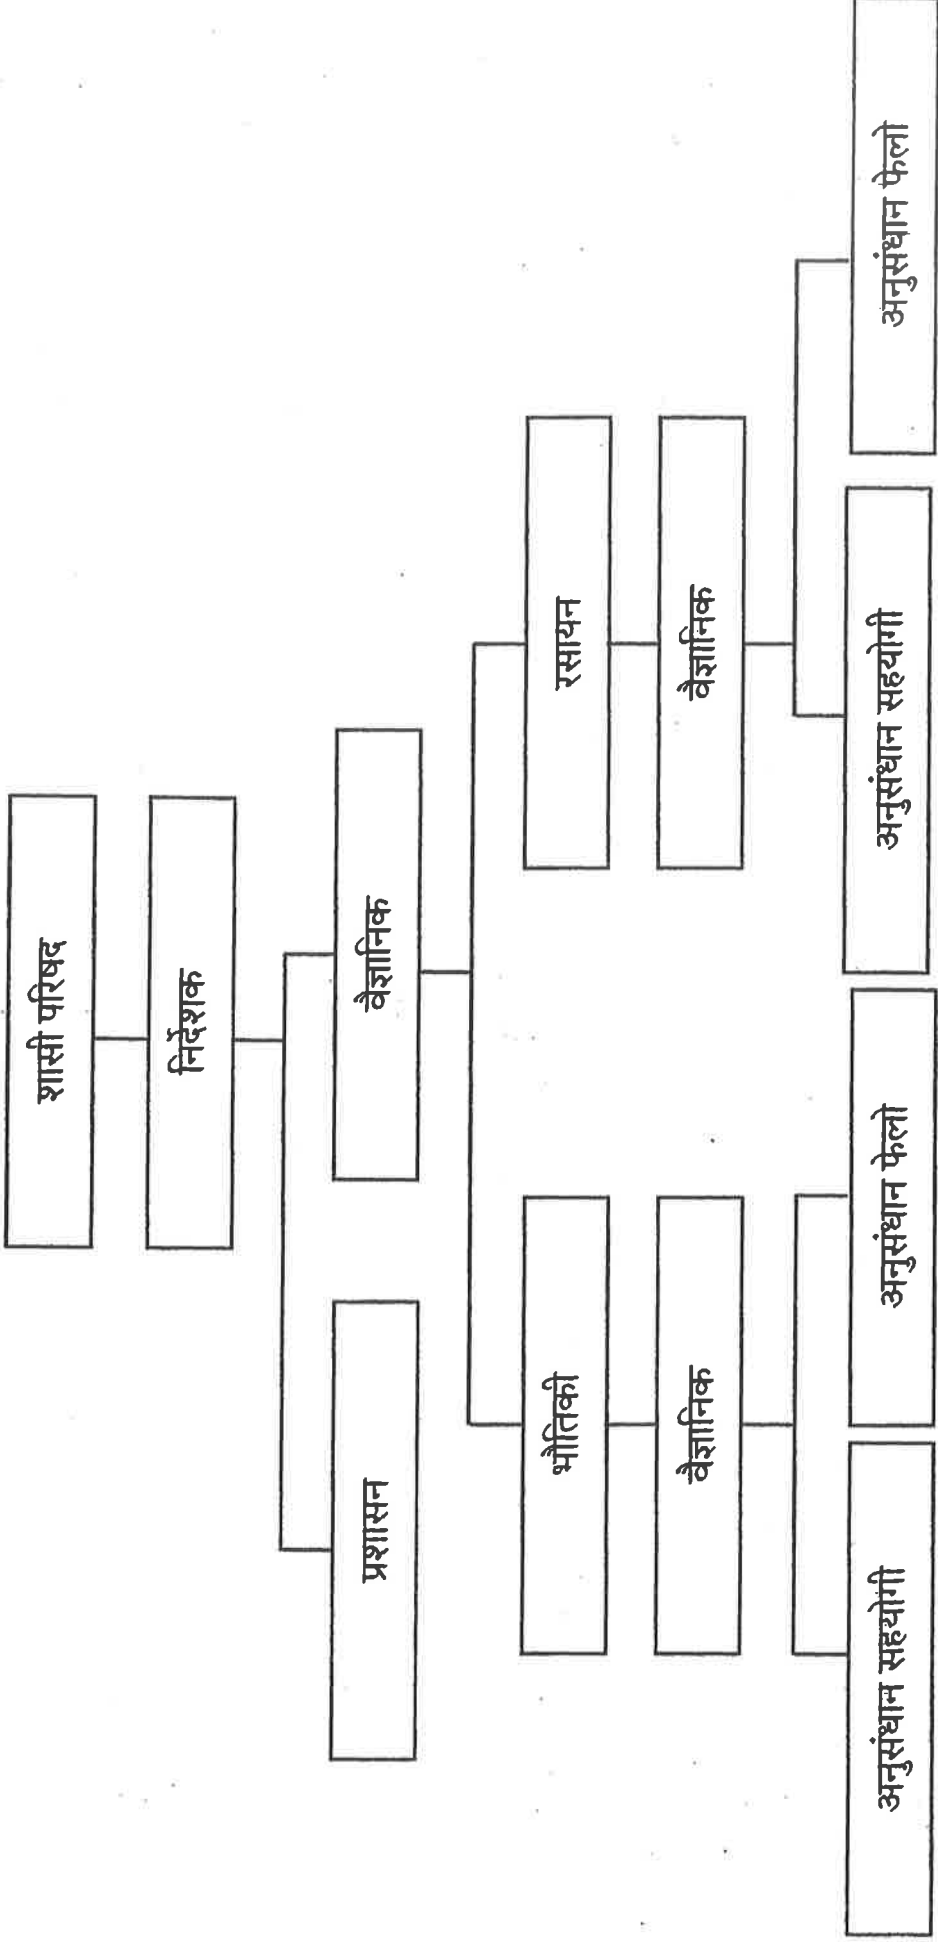 शासी परिषद
निदेशक
प्रशासन
वैज्ञानिक
भौतिकी
रसायन
वैज्ञानिक
वैज्ञानिक
अनुसंधान सहयोगी
अनुसंधान फेलो
अनुसंधान सहयोगी
अनुसंधान फेलो